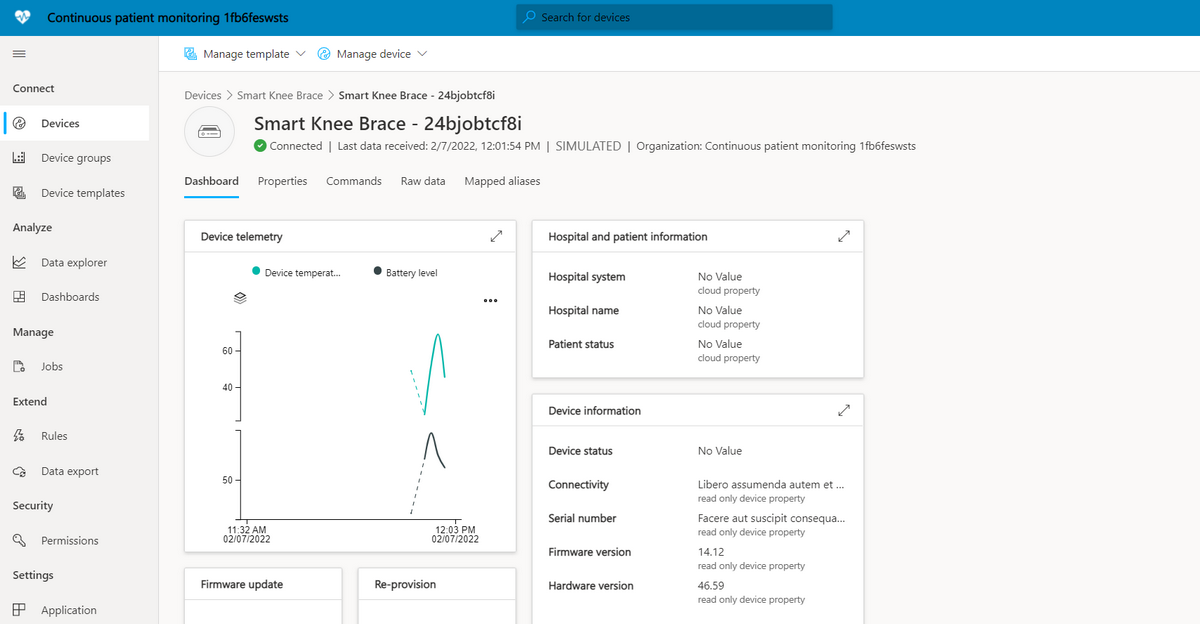 Continuous patient monitoring 1fb6feswsts
Search for devices
Manage template
Manage device
Connect
Devices
Device groups
Device templates
Analyze
Data explorer
Dashboards
Manage
Jobs
Extend
Rules
Data export
Security
Permissions
Settings
Application
Devices > Smart Knee Brace > Smart Knee Brace - 24bjobtcf8i
Smart Knee Brace - 24bjobtcf8i
Connected | Last data received: 2/7/2022, 12:01:54 PM | SIMULATED | Organization: Continuous patient monitoring 1fb6feswsts
Dashboard Properties Commands Raw data Mapped aliases
Device telemetry
Device temperat... Battery level
60
40
50
11:32 AM 12:03 PM
02/07/2022 02/07/2022
Firmware update
Re-provision
Hospital and patient information
Hospital system No Value
cloud property
Hospital name No Value
cloud property
Patient status No Value
cloud property
Device information
Device status No Value
Connectivity Libero assumenda autem et ...
read only device property
Serial number Facere aut suscipit consequa...
read only device property
Firmware version 14.12
read only device property
Hardware version 46.59
read only device property